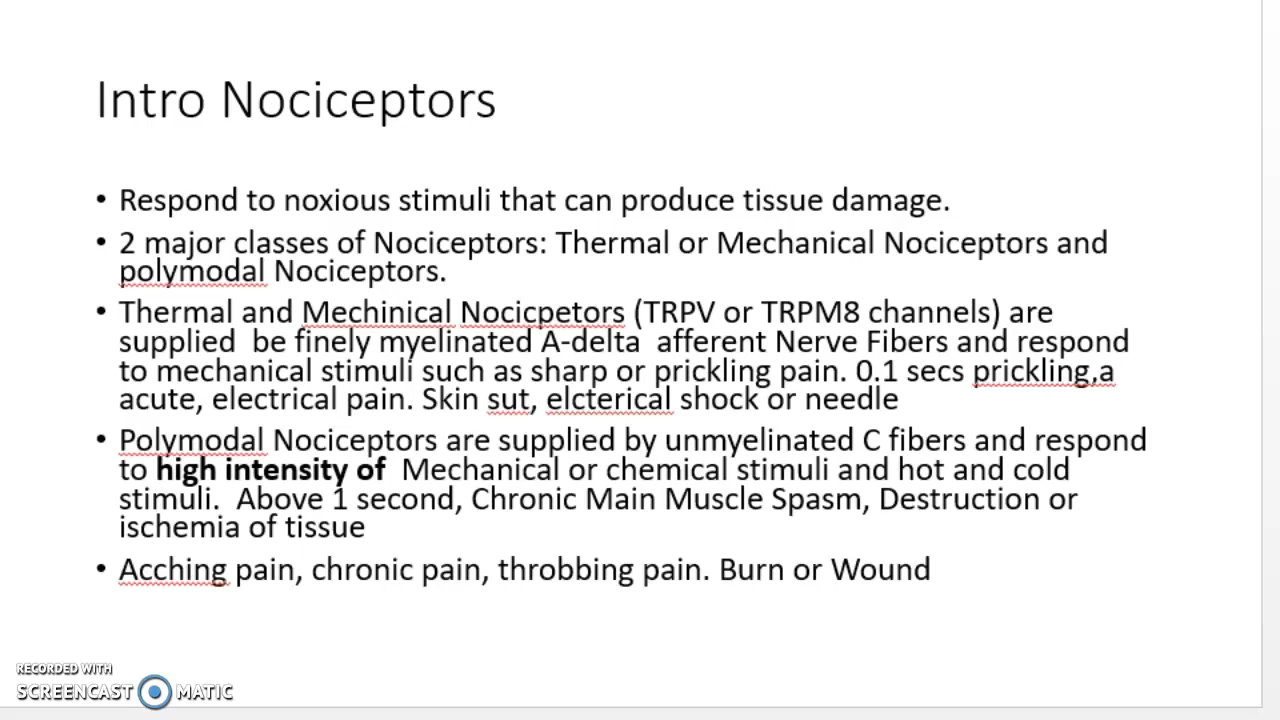 Intro Nociceptors
• Respond to noxious stimuli that can produce tissue damage.
• 2 major classes of Nociceptors: Thermal or Mechanical Nociceptors and
polymodal Nociceptors.
• Thermal and Mechinical Nocicpetors (TRPV or TRPM8 channels) are
supplied be finely myelinated A-delta afferent Nerve Fibers and respond
to mechanical stimuli such as sharp or prickling pain. 0.1 secs prickling,a
acute, electrical pain. Skin sut, elcterical shock or needle
• Polymodal Nociceptors are supplied by unmyelinated C fibers and respond
to high intensity of Mechanical or chemical stimuli and hot and cold
stimuli. Above 1 second, Chronic Main Muscle Spasm, Destruction or
ischemia of tissue
• Acching pain, chronic pain, throbbing pain. Burn or Wound
RECORDED WITH
SCREENCAST MATIC